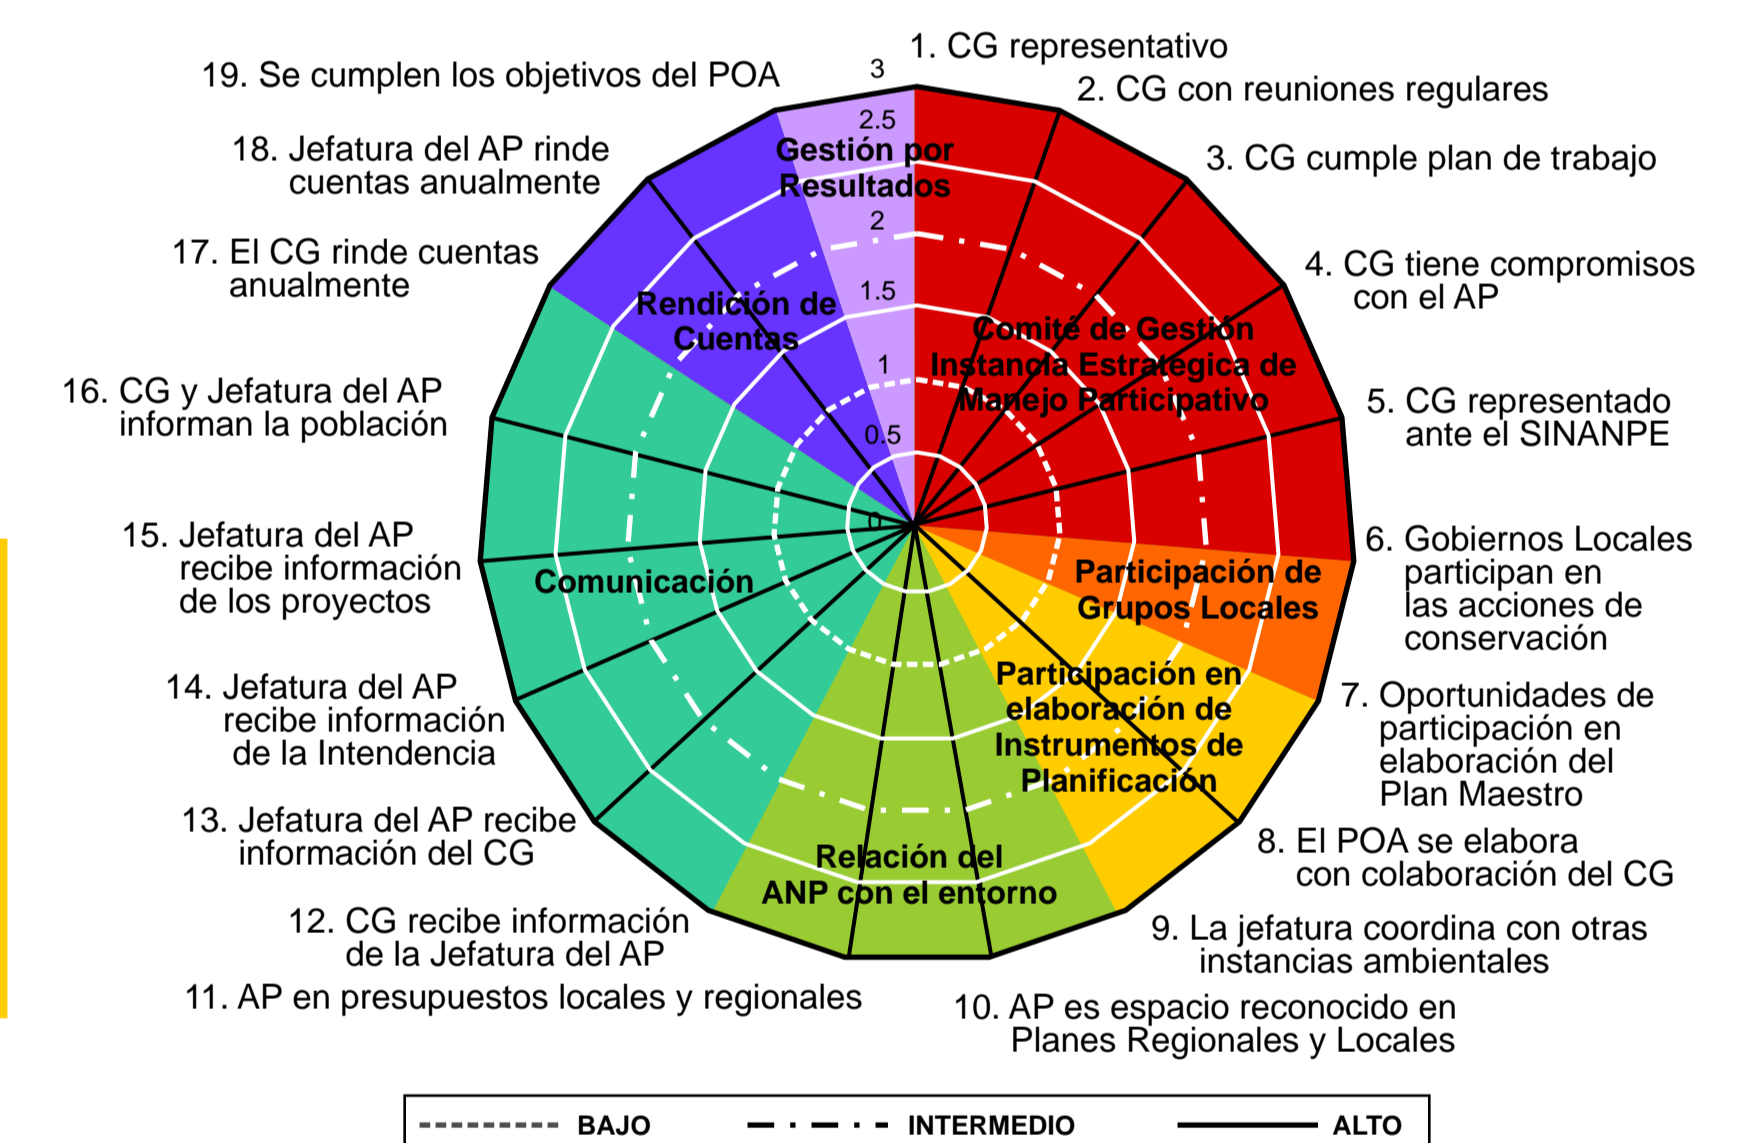 1. CG representativo
2. CG con reuniones regulares
3. CG cumple plan de trabajo
4. CG tiene compromisos
con el AP
5. CG representado
ante el SINANPE
6. Gobiernos Locales
participan en
las acciones de
conservación
7. Oportunidades de
participación en
elaboración del
Plan Maestro
8. El POA se elabora
con colaboración del CG
9. La jefatura coordina con otras
instancias ambientales
10. AP es espacio reconocido en
Planes Regionales y Locales
11. AP en presupuestos locales y regionales
12. CG recibe información
de la Jefatura del AP
13. Jefatura del AP recibe
información del CG
14. Jefatura del AP
recibe información
de la Intendencia
15. Jefatura del AP
recibe información
de los proyectos
16. CG y Jefatura del AP
informan la población
17. El CG rinde cuentas
anualmente
18. Jefatura del AP rinde
cuentas anualmente
19. Se cumplen los objetivos del POA
3
2.5
2
1.5
1
0.5
0
Gestión por
Resultados
Comité de Gestión
Instancia Estratégica de
Manejo Participativo
Participación de
Grupos Locales
Participación en
elaboración de
Instrumentos de
Planificación
Relación del
ANP con el entorno
Comunicación
Rendición de
Cuentas
BAJO
INTERMEDIO
ALTO